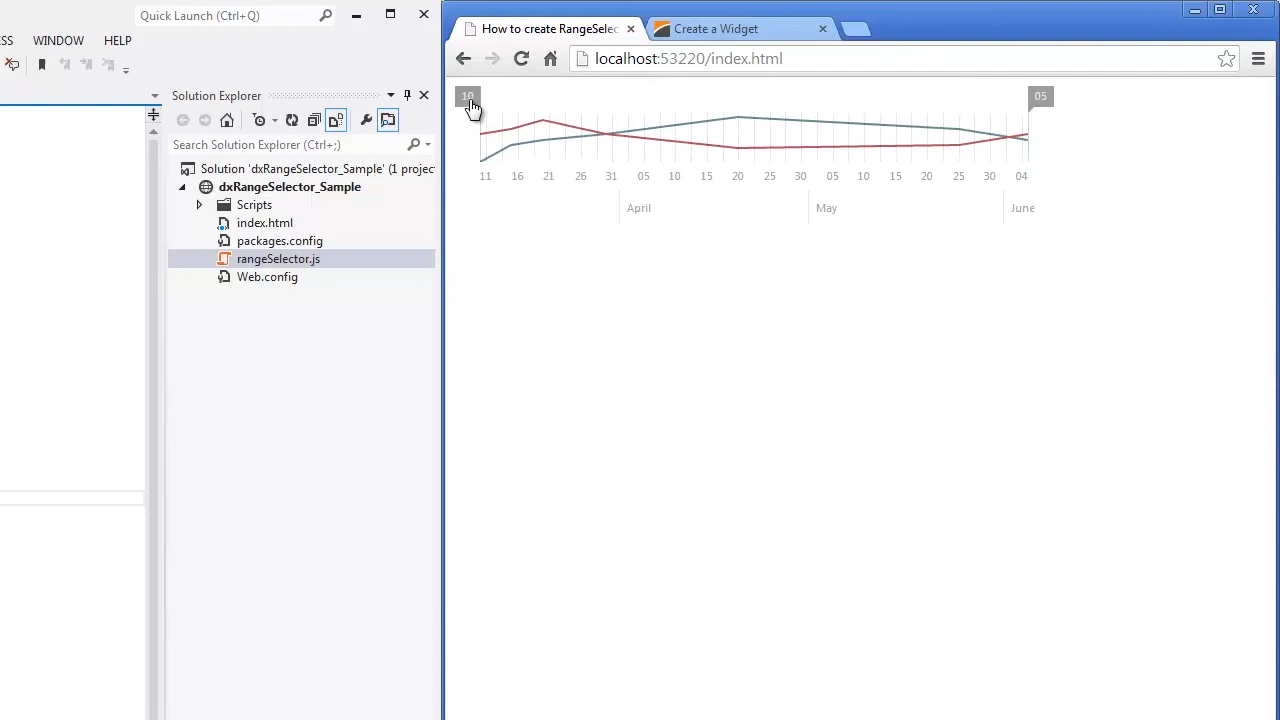 Quick Launch (Ctrl+Q)
SS WINDOW HELP
Solution Explorer
Search Solution Explorer (Ctrl+;)
Solution 'dxRangeSelector_Sample' (1 projec
dxRangeSelector_Sample
Scripts
index.html
packages.config
rangeSelector.js
Web.config
How to create RangeSelec
Create a Widget
localhost:53220/index.html
10 05
11 16 21 26 31 05 10 15 20 25 30 05 10 15 20 25 30 04
April May June